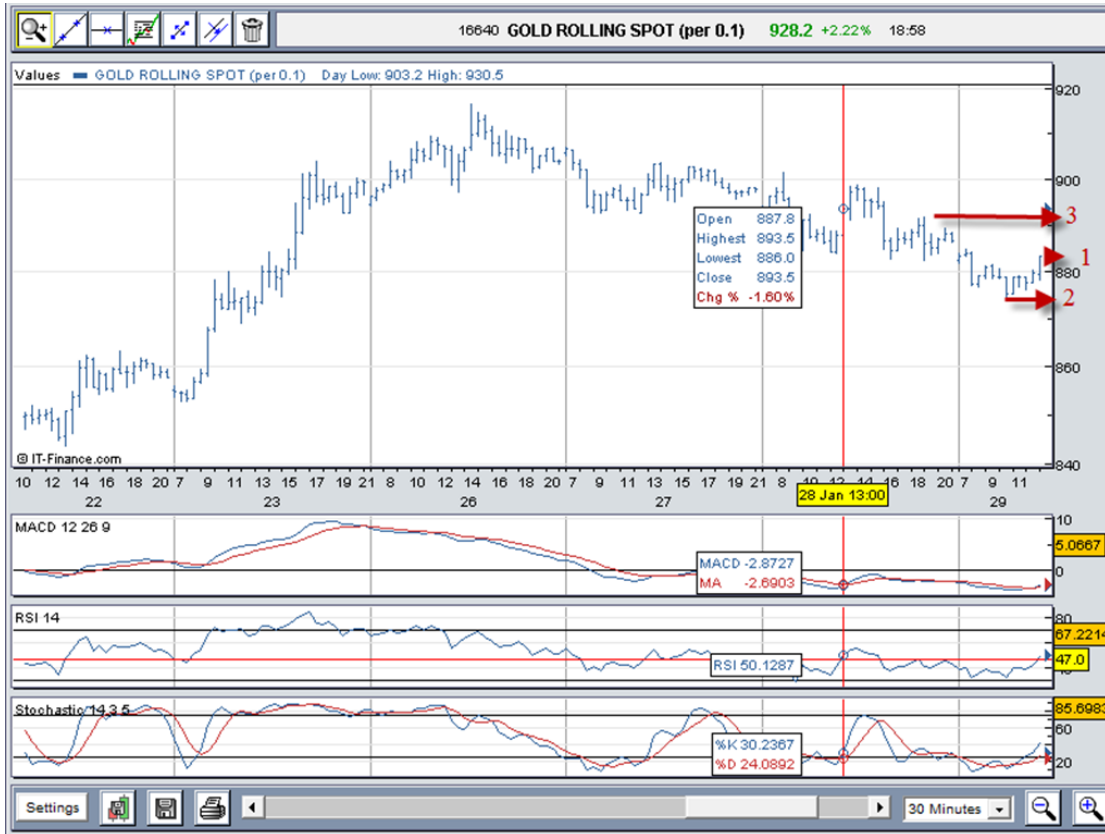 16640 GOLD ROLLING SPOT (per 0.1) 928.2 +2.22% 18:58
Values GOLD ROLLING SPOT (per 0.1) Day Low: 903.2 High: 930.5
920
900
3
Open 887.8
Highest 893.5
Lowest 886.0
Close 893.5
Chg % -1.60%
1
880
2
860
© IT-Finance.com
840
10 12 14 16 18 20 7 9 11 13 15 17 19 21 8 10 12 14 16 18 20 7 9 11 13 15 17 19 21 8 10 12 14 16 18 20 7 9 11
22 23 26 27 28 Jan 13:00 29
MACD 12 26 9
10
5.0667
0
MACD -2.8727
MA -2.6903
RSI 14
80
67.2214
47.0
RSI 50.1287
Stochastic 14 3 5
85.6983
60
%K 30.2367
%D 24.0892
20
Settings
30 Minutes